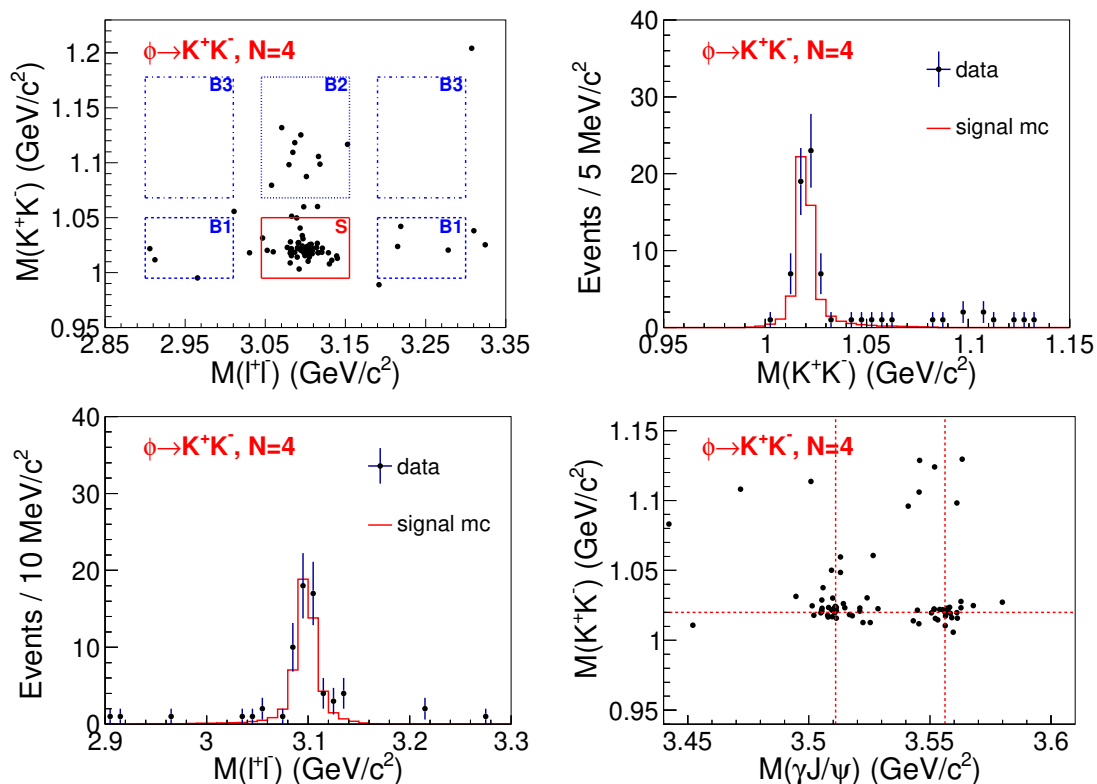 ϕ→K⁺K⁻, N=4
B3 B2 B3
B1 S B1
1.2
1.15
1.1
1.05
1
0.95
2.85 2.95 3.05 3.15 3.25 3.35
M(K⁺K⁻) (GeV/c²)
M(l⁺l⁻) (GeV/c²)
ϕ→K⁺K⁻, N=4
data
signal mc
40
30
20
10
0
0.95 1 1.05 1.1 1.15
Events / 5 MeV/c²
M(K⁺K⁻) (GeV/c²)
ϕ→K⁺K⁻, N=4
data
signal mc
40
30
20
10
0
2.9 3 3.1 3.2 3.3
Events / 10 MeV/c²
M(l⁺l⁻) (GeV/c²)
ϕ→K⁺K⁻, N=4
1.15
1.1
1.05
1
0.95
3.45 3.5 3.55 3.6
M(K⁺K⁻) (GeV/c²)
M(γJ/ψ) (GeV/c²)